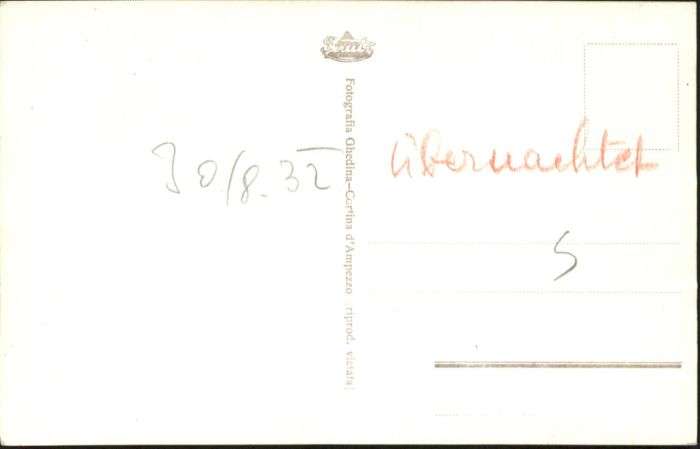 Fotografia Ghedina-Cortina d'Ampezzo (riprod. vietata)
30/8. 32
übernachtet
S